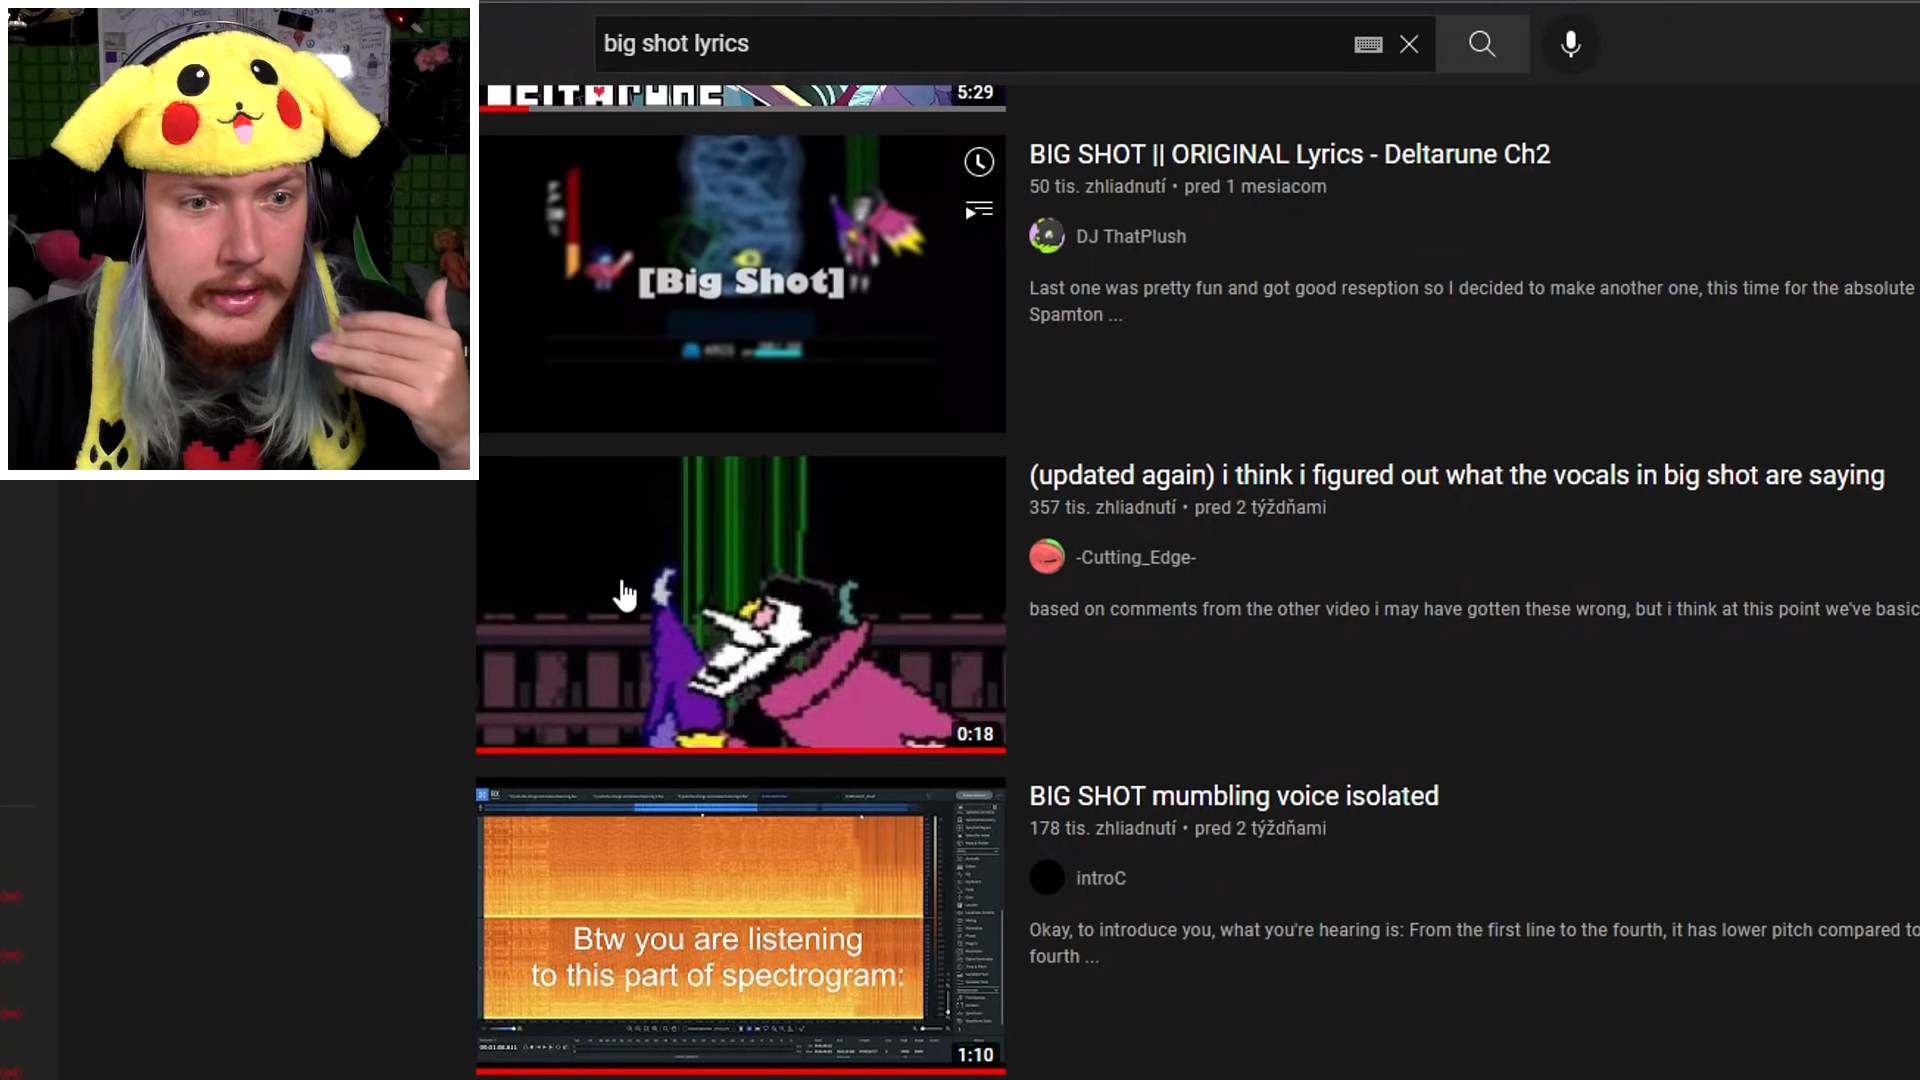 big shot lyrics
DELTARUNE
5:29
[Big Shot]
BIG SHOT || ORIGINAL Lyrics - Deltarune Ch2
50 tis. zhliadnutí • pred 1 mesiacom
DJ ThatPlush
Last one was pretty fun and got good reseption so I decided to make another one, this time for the absolute
Spamton ...
0:18
(updated again) i think i figured out what the vocals in big shot are saying
357 tis. zhliadnutí • pred 2 týždňami
-Cutting_Edge-
based on comments from the other video i may have gotten these wrong, but i think at this point we've basic
Btw you are listening
to this part of spectrogram:
1:10
BIG SHOT mumbling voice isolated
178 tis. zhliadnutí • pred 2 týždňami
introC
Okay, to introduce you, what you're hearing is: From the first line to the fourth, it has lower pitch compared to
fourth ...